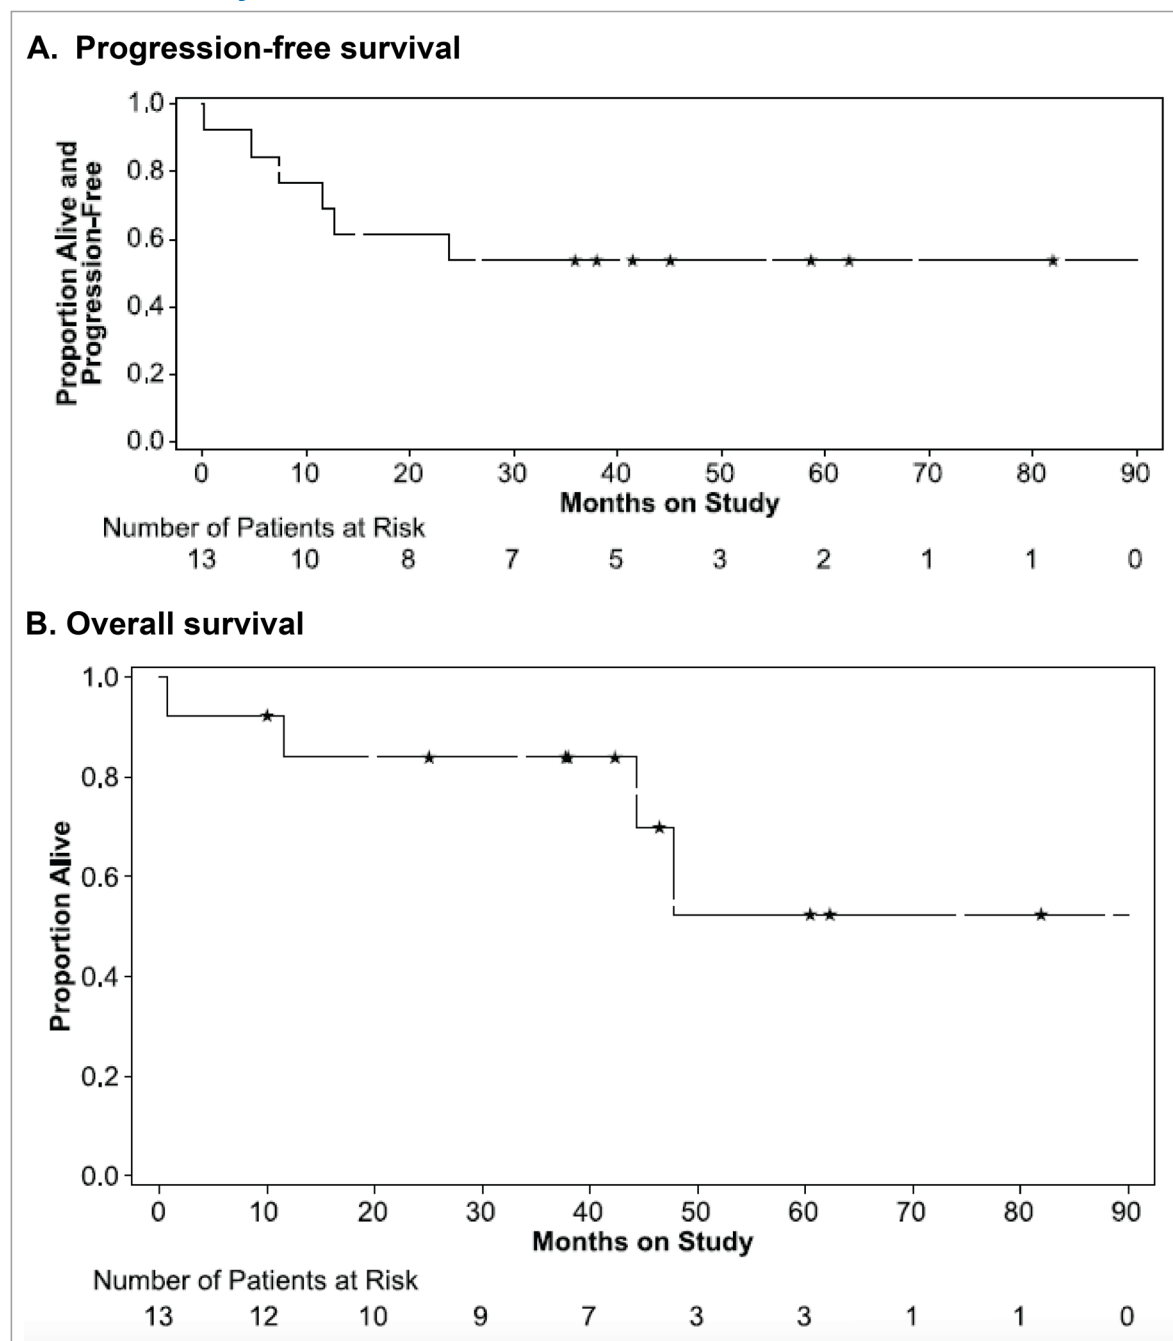 A. Progression-free survival
Proportion Alive and
Progression-Free
1.0
0.8
0.6
0.4
0.2
0.0
0 10 20 30 40 50 60 70 80 90
Months on Study
Number of Patients at Risk
13 10 8 7 5 3 2 1 1 0
B. Overall survival
Proportion Alive
1.0
0.8
0.6
0.4
0.2
0.0
0 10 20 30 40 50 60 70 80 90
Months on Study
Number of Patients at Risk
13 12 10 9 7 3 3 1 1 0